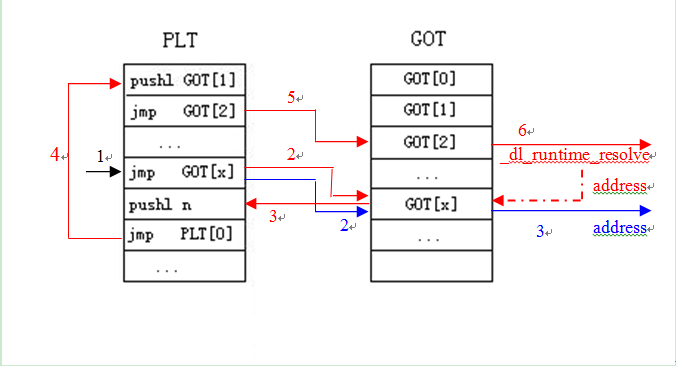 PLT GOT
pushl GOT[1] GOT[0]
jmp GOT[2] 5 GOT[1]
... GOT[2] 6
4 1 jmp GOT[x] 2 ... _dl_runtime_resolve
address
pushl n 3 GOT[x]
jmp PLT[0] 2 ... 3 address
...